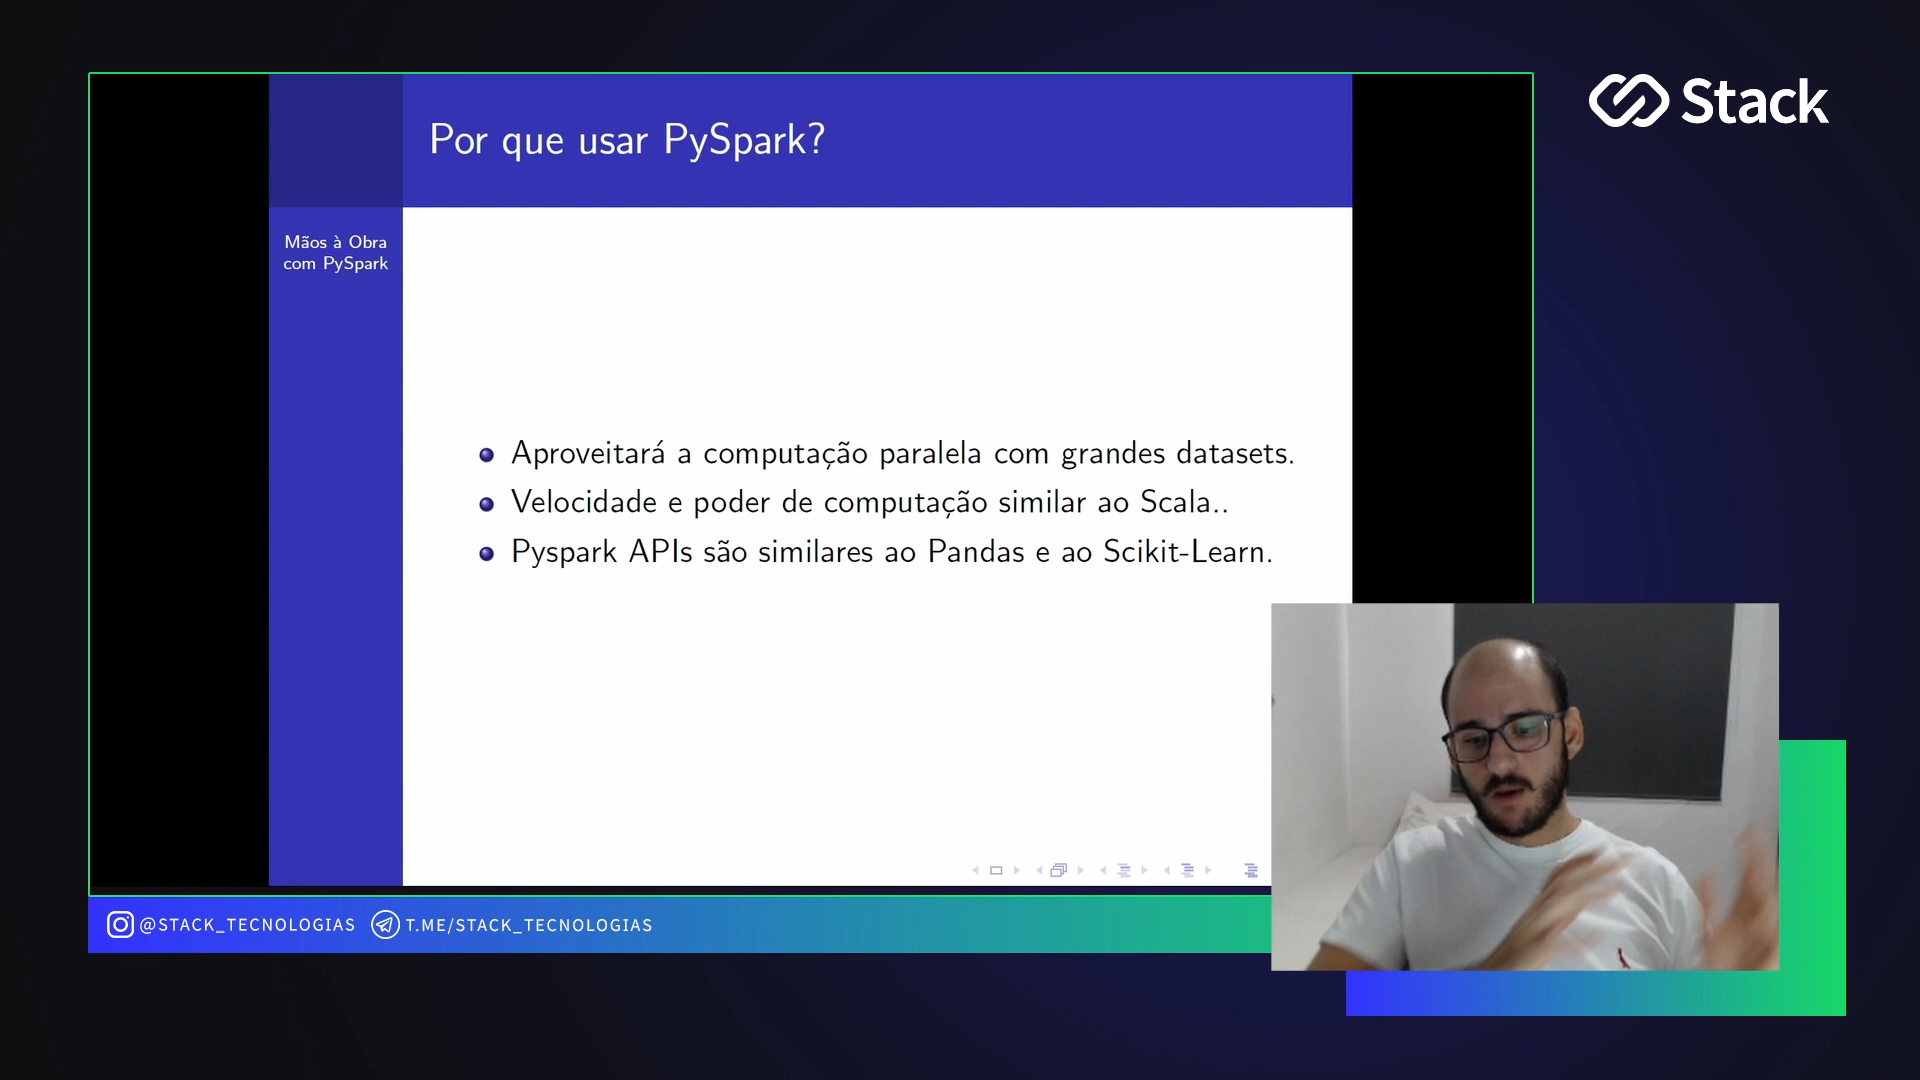 Stack
Por que usar PySpark?
Mãos à Obra
com PySpark
Aproveitará a computação paralela com grandes datasets.
Velocidade e poder de computação similar ao Scala..
Pyspark APIs são similares ao Pandas e ao Scikit-Learn.
@STACK_TECNOLOGIAS T.ME/STACK_TECNOLOGIAS